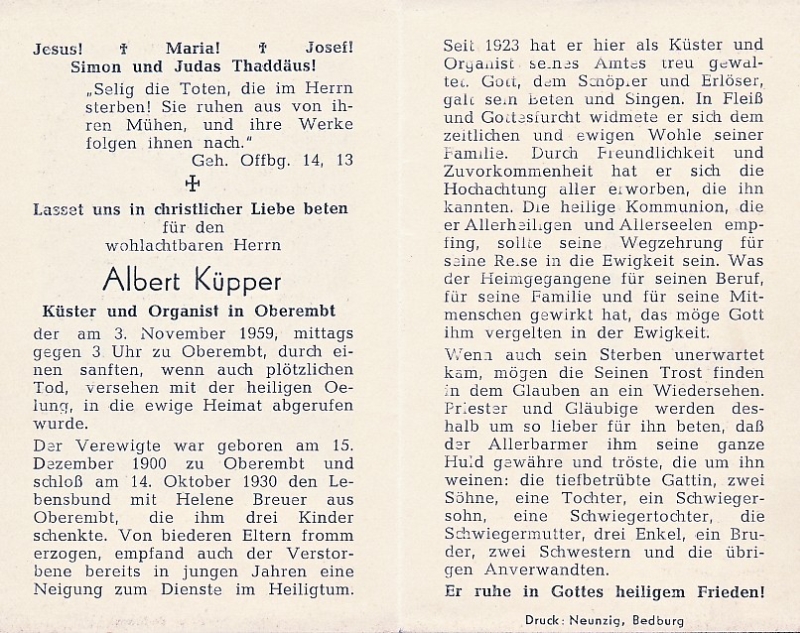 Jesus! ✝ Maria! ✝ Josef!
Simon und Judas Thaddäus!
„Selig die Toten, die im Herrn
sterben! Sie ruhen aus von ih-
ren Mühen, und ihre Werke
folgen ihnen nach.“
Geh. Offbg. 14, 13
✠
Lasset uns in christlicher Liebe beten
für den
wohlachtbaren Herrn
Albert Küpper
Küster und Organist in Oberembt
der am 3. November 1959, mittags
gegen 3 Uhr zu Oberembt, durch ei-
nen sanften, wenn auch plötzlichen
Tod, versehen mit der heiligen Oe-
lung, in die ewige Heimat abgerufen
wurde.
Der Verewigte war geboren am 15.
Dezember 1900 zu Oberembt und
schloß am 14. Oktober 1930 den Le-
bensbund mit Helene Breuer aus
Oberembt, die ihm drei Kinder
schenkte. Von biederen Eltern fromm
erzogen, empfand auch der Verstor-
bene bereits in jungen Jahren eine
Neigung zum Dienste im Heiligtum.
Seit 1923 hat er hier als Küster und
Organist seines Amtes treu gewal-
tet. Gott, dem Schöpfer und Erlöser,
galt sein beten und Singen. In Fleiß
und Gottesfurcht widmete er sich dem
zeitlichen und ewigen Wohle seiner
Familie. Durch Freundlichkeit und
Zuvorkommenheit hat er sich die
Hochachtung aller erworben, die ihn
kannten. Die heilige Kommunion, die
er Allerheiligen und Allerseelen emp-
fing, sollte seine Wegzehrung für
seine Reise in die Ewigkeit sein. Was
der Heimgegangene für seinen Beruf,
für seine Familie und für seine Mit-
menschen gewirkt hat, das möge Gott
ihm vergelten in der Ewigkeit.
Wenn auch sein Sterben unerwartet
kam, mögen die Seinen Trost finden
in dem Glauben an ein Wiedersehen.
Priester und Gläubige werden des-
halb um so lieber für ihn beten, daß
der Allerbarmer ihm seine ganze
Huld gewähre und tröste, die um ihn
weinen: die tiefbetrübte Gattin, zwei
Söhne, eine Tochter, ein Schwieger-
sohn, eine Schwiegertochter, die
Schwiegermutter, drei Enkel, ein Bru-
der, zwei Schwestern und die übri-
gen Anverwandten.
Er ruhe in Gottes heiligem Frieden!
Druck: Neunzig, Bedburg